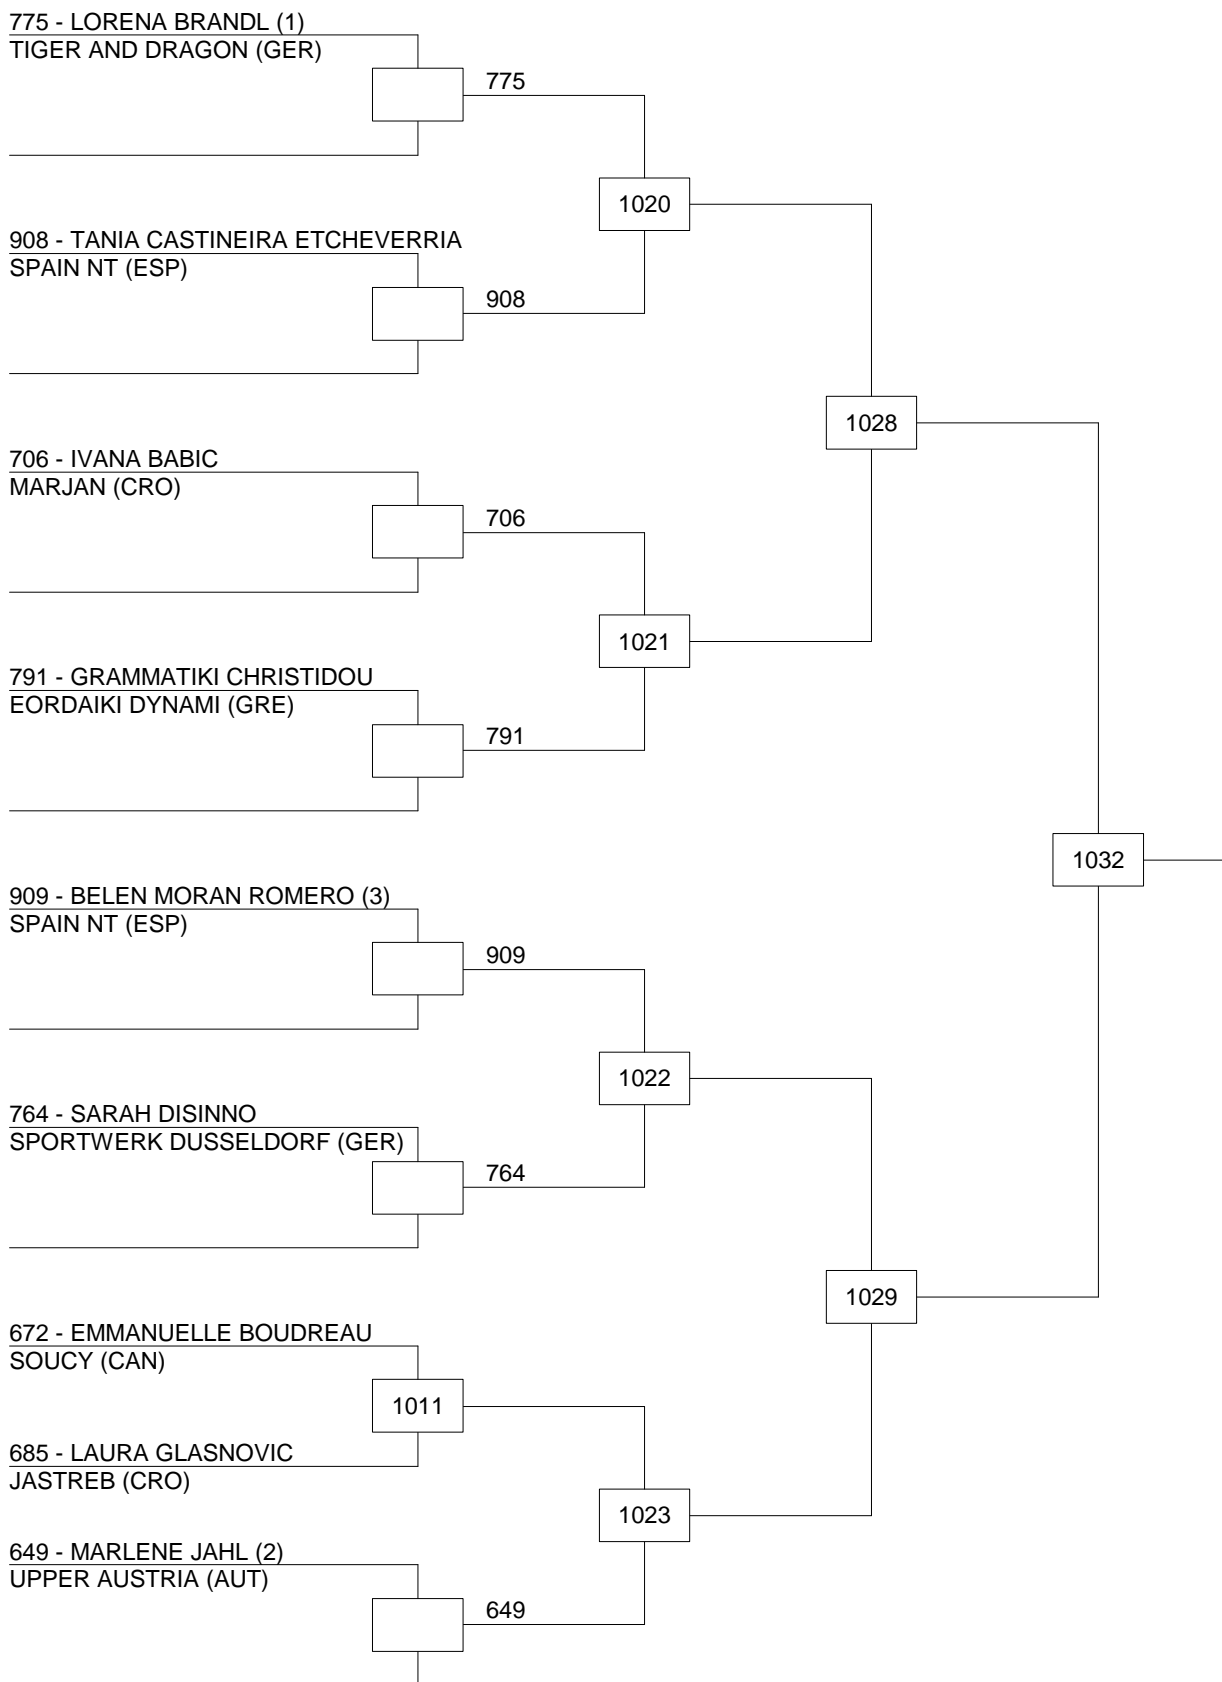 775 - LORENA BRANDL (1)
TIGER AND DRAGON (GER)
775
1020
908 - TANIA CASTINEIRA ETCHEVERRIA
SPAIN NT (ESP)
908
1028
706 - IVANA BABIC
MARJAN (CRO)
706
1021
791 - GRAMMATIKI CHRISTIDOU
EORDAIKI DYNAMI (GRE)
791
1032
909 - BELEN MORAN ROMERO (3)
SPAIN NT (ESP)
909
1022
764 - SARAH DISINNO
SPORTWERK DUSSELDORF (GER)
764
1029
672 - EMMANUELLE BOUDREAU
SOUCY (CAN)
1011
685 - LAURA GLASNOVIC
JASTREB (CRO)
1023
649 - MARLENE JAHL (2)
UPPER AUSTRIA (AUT)
649